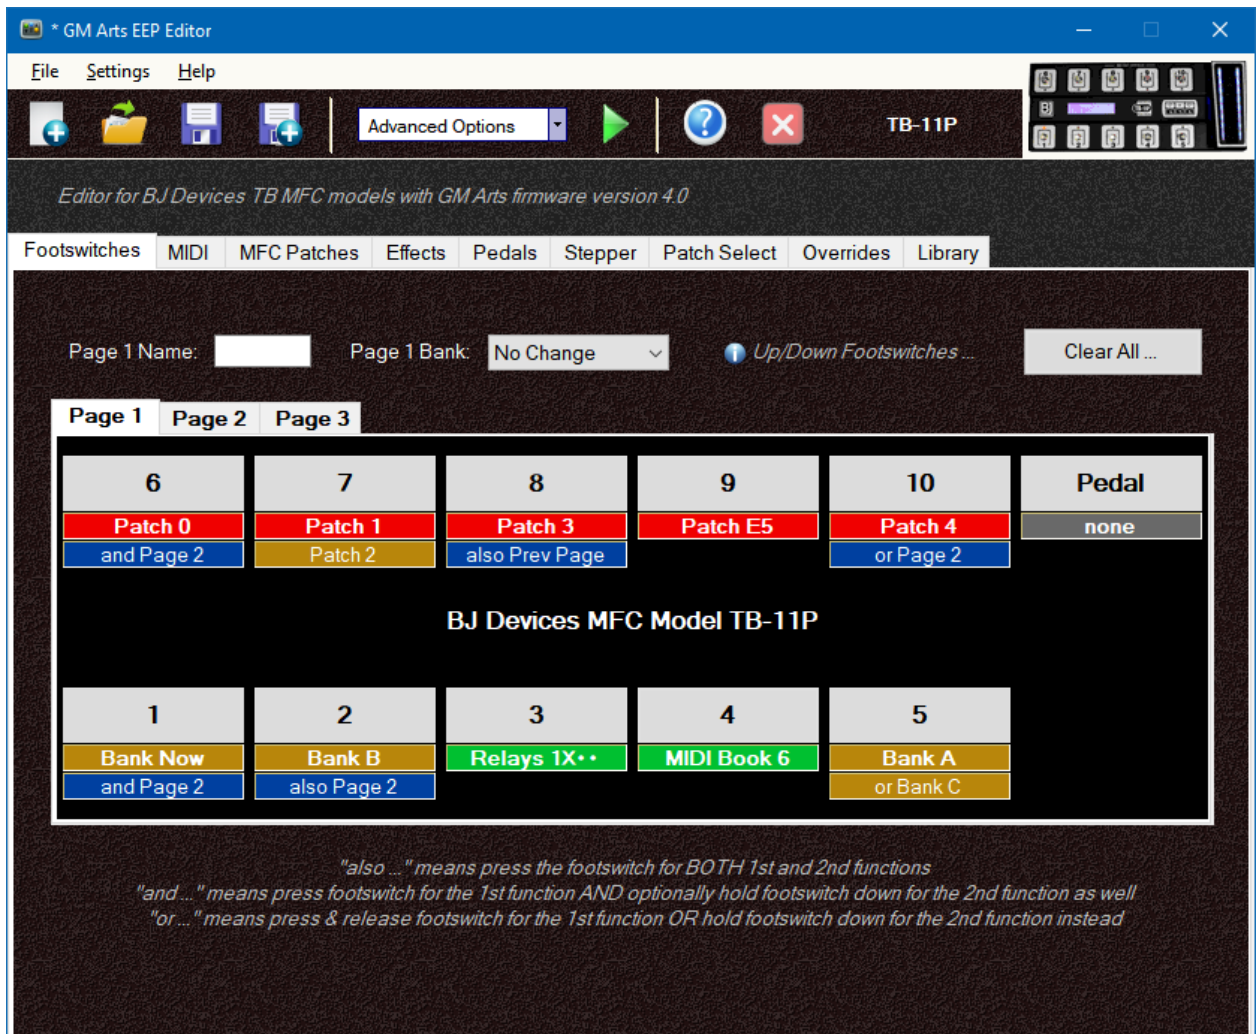 * GM Arts EEP Editor
File Settings Help
Advanced Options
TB-11P
Editor for BJ Devices TB MFC models with GM Arts firmware version 4.0
Footswitches MIDI MFC Patches Effects Pedals Stepper Patch Select Overrides Library
Page 1 Name: Page 1 Bank: No Change Up/Down Footswitches ... Clear All ...
Page 1 Page 2 Page 3
6 7 8 9 10 Pedal
Patch 0 Patch 1 Patch 3 Patch E5 Patch 4 none
and Page 2 Patch 2 also Prev Page or Page 2
BJ Devices MFC Model TB-11P
1 2 3 4 5
Bank Now Bank B Relays 1X•• MIDI Book 6 Bank A
and Page 2 also Page 2 or Bank C
"also ..." means press the footswitch for BOTH 1st and 2nd functions
"and ..." means press footswitch for the 1st function AND optionally hold footswitch down for the 2nd function as well
"or ..." means press & release footswitch for the 1st function OR hold footswitch down for the 2nd function instead